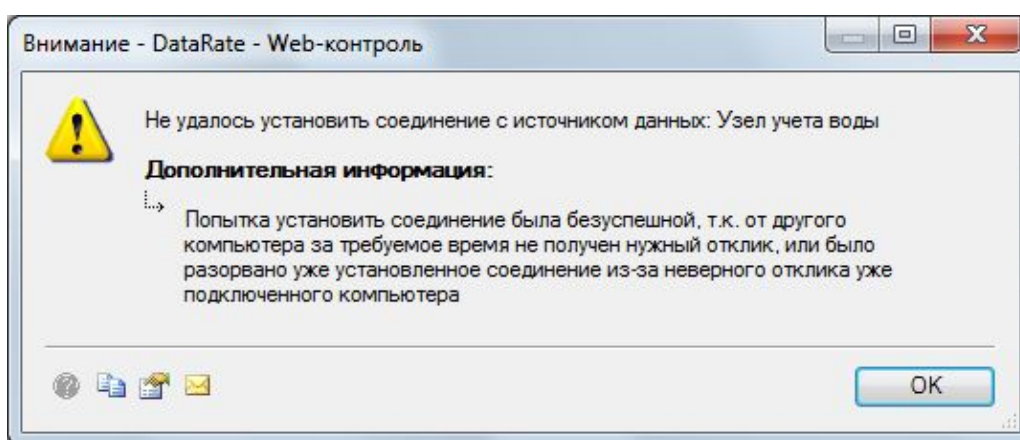 Внимание - DataRate - Web-контроль
Не удалось установить соединение с источником данных: Узел учета воды
Дополнительная информация:
Попытка установить соединение была безуспешной, т.к. от другого
компьютера за требуемое время не получен нужный отклик, или было
разорвано уже установленное соединение из-за неверного отклика уже
подключенного компьютера
OK